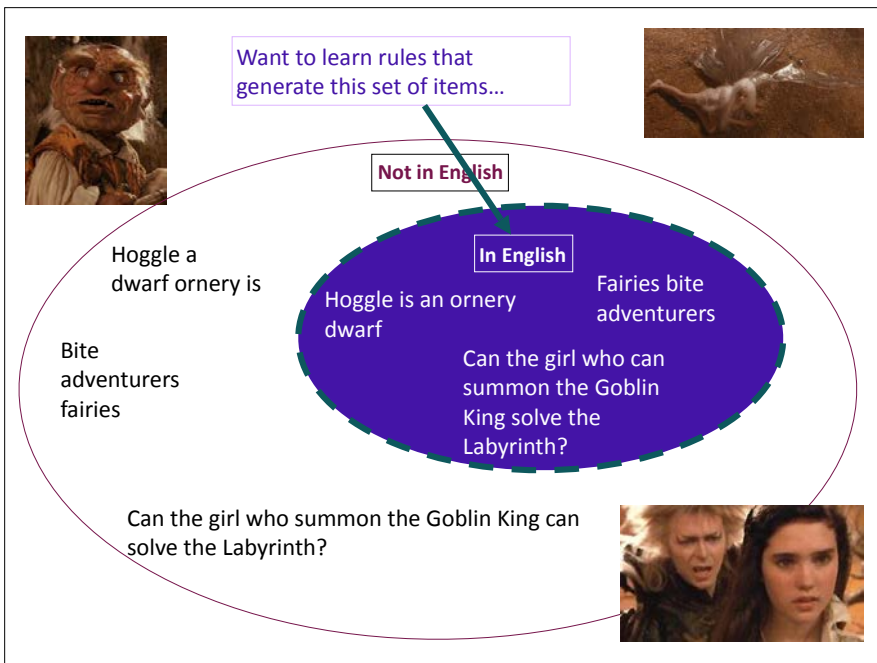 Want to learn rules that
generate this set of items…
Not in English
In English
Hoggle a
dwarf ornery is
Hoggle is an ornery
dwarf
Fairies bite
adventurers
Bite
adventurers
fairies
Can the girl who can
summon the Goblin
King solve the
Labyrinth?
Can the girl who summon the Goblin King can
solve the Labyrinth?